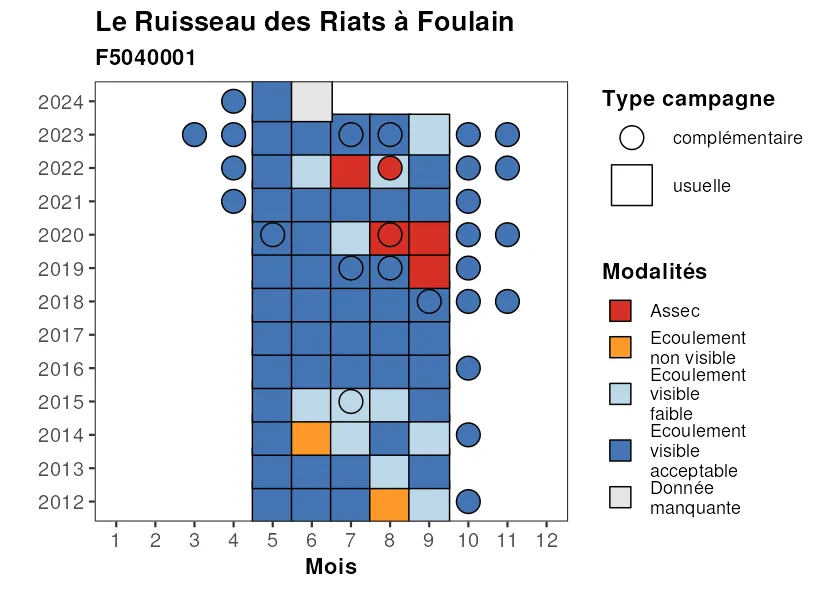 Le Ruisseau des Riats à Foulain
F5040001
2024
2023
2022
2021
2020
2019
2018
2017
2016
2015
2014
2013
2012
1 2 3 4 5 6 7 8 9 10 11 12
Mois
Type campagne
complémentaire
usuelle
Modalités
Assec
Ecoulement
non visible
Ecoulement
visible
faible
Ecoulement
visible
acceptable
Donnée
manquante